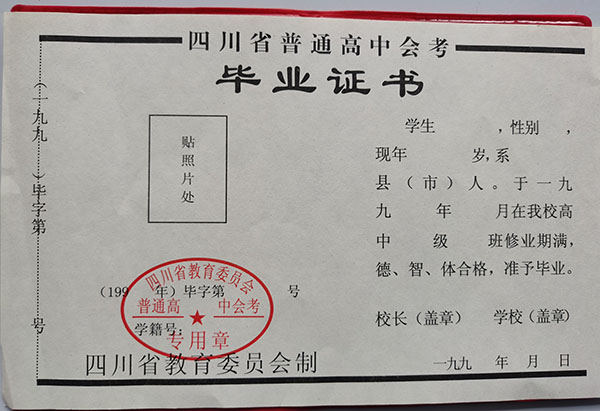 四川省普通高中会考
毕业证书
（一九九　）毕字第　　号
贴照片处
学生　　　，性别　，
现年　　　岁，系
县（市）人。于一九
九　年　　月在我校高
中　级　　班修业期满，
德、智、体合格，准予毕业。
校长（盖章）　学校（盖章）
一九九　年　月　日
（199　年）毕字第　　　号
学籍号：
四川省教育委员会
普通高　中会考
专用章
四川省教育委员会制